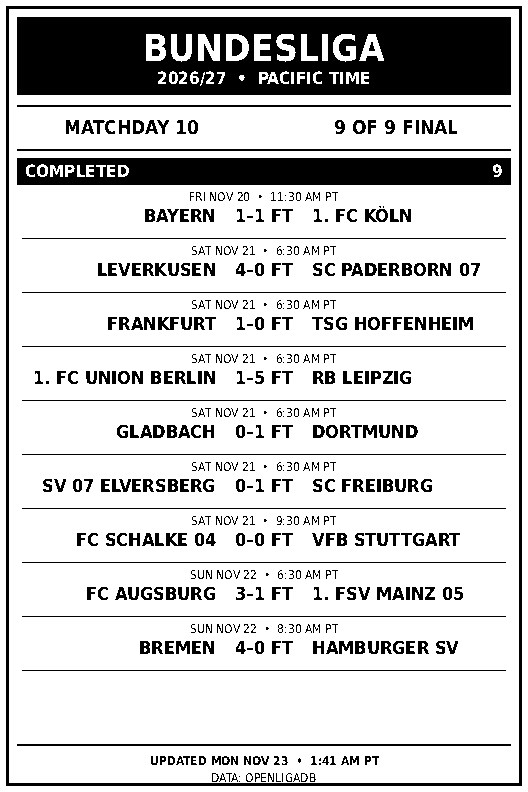 BUNDESLIGA
2026/27 • PACIFIC TIME
MATCHDAY 10 9 OF 9 FINAL
COMPLETED 9
FRI NOV 20 • 11:30 AM PT
BAYERN 1–1 FT 1. FC KÖLN
SAT NOV 21 • 6:30 AM PT
LEVERKUSEN 4–0 FT SC PADERBORN 07
SAT NOV 21 • 6:30 AM PT
FRANKFURT 1–0 FT TSG HOFFENHEIM
SAT NOV 21 • 6:30 AM PT
1. FC UNION BERLIN 1–5 FT RB LEIPZIG
SAT NOV 21 • 6:30 AM PT
GLADBACH 0–1 FT DORTMUND
SAT NOV 21 • 6:30 AM PT
SV 07 ELVERSBERG 0–1 FT SC FREIBURG
SAT NOV 21 • 9:30 AM PT
FC SCHALKE 04 0–0 FT VFB STUTTGART
SUN NOV 22 • 6:30 AM PT
FC AUGSBURG 3–1 FT 1. FSV MAINZ 05
SUN NOV 22 • 8:30 AM PT
BREMEN 4–0 FT HAMBURGER SV
UPDATED MON NOV 23 • 1:41 AM PT
DATA: OPENLIGADB